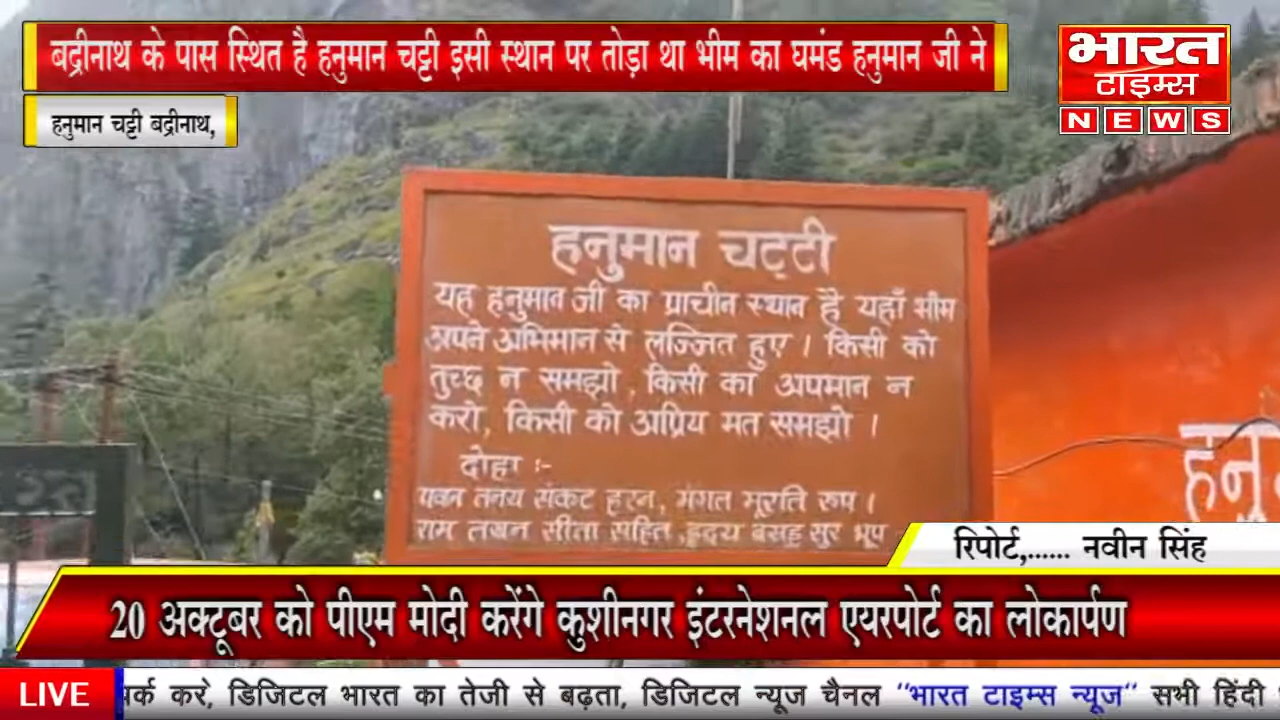 बद्रीनाथ के पास स्थित है हनुमान चट्टी इसी स्थान पर तोड़ा था भीम का घमंड हनुमान जी ने
भारत
टाइम्स
NEWS
हनुमान चट्टी बद्रीनाथ,
हनुमान चट्टी
यह हनुमान जी का प्राचीन स्थान है यहाँ भीम
अपने अभिमान से लज्जित हुए । किसी को
तुच्छ न समझो , किसी का अपमान न
करो, किसी को अप्रिय मत समझो ।
दोहा :-
पवन तनय संकट हरन, मंगल मूरति रुप ।
राम लखन सीता सहित , हृदय बसहु सुर भूप
हनु
रिपोर्ट,...... नवीन सिंह
20 अक्टूबर को पीएम मोदी करेंगे कुशीनगर इंटरनेशनल एयरपोर्ट का लोकार्पण
LIVE
र्क करे, डिजिटल भारत का तेजी से बढ़ता, डिजिटल न्यूज चैनल "भारत टाइम्स न्यूज" सभी हिंदी